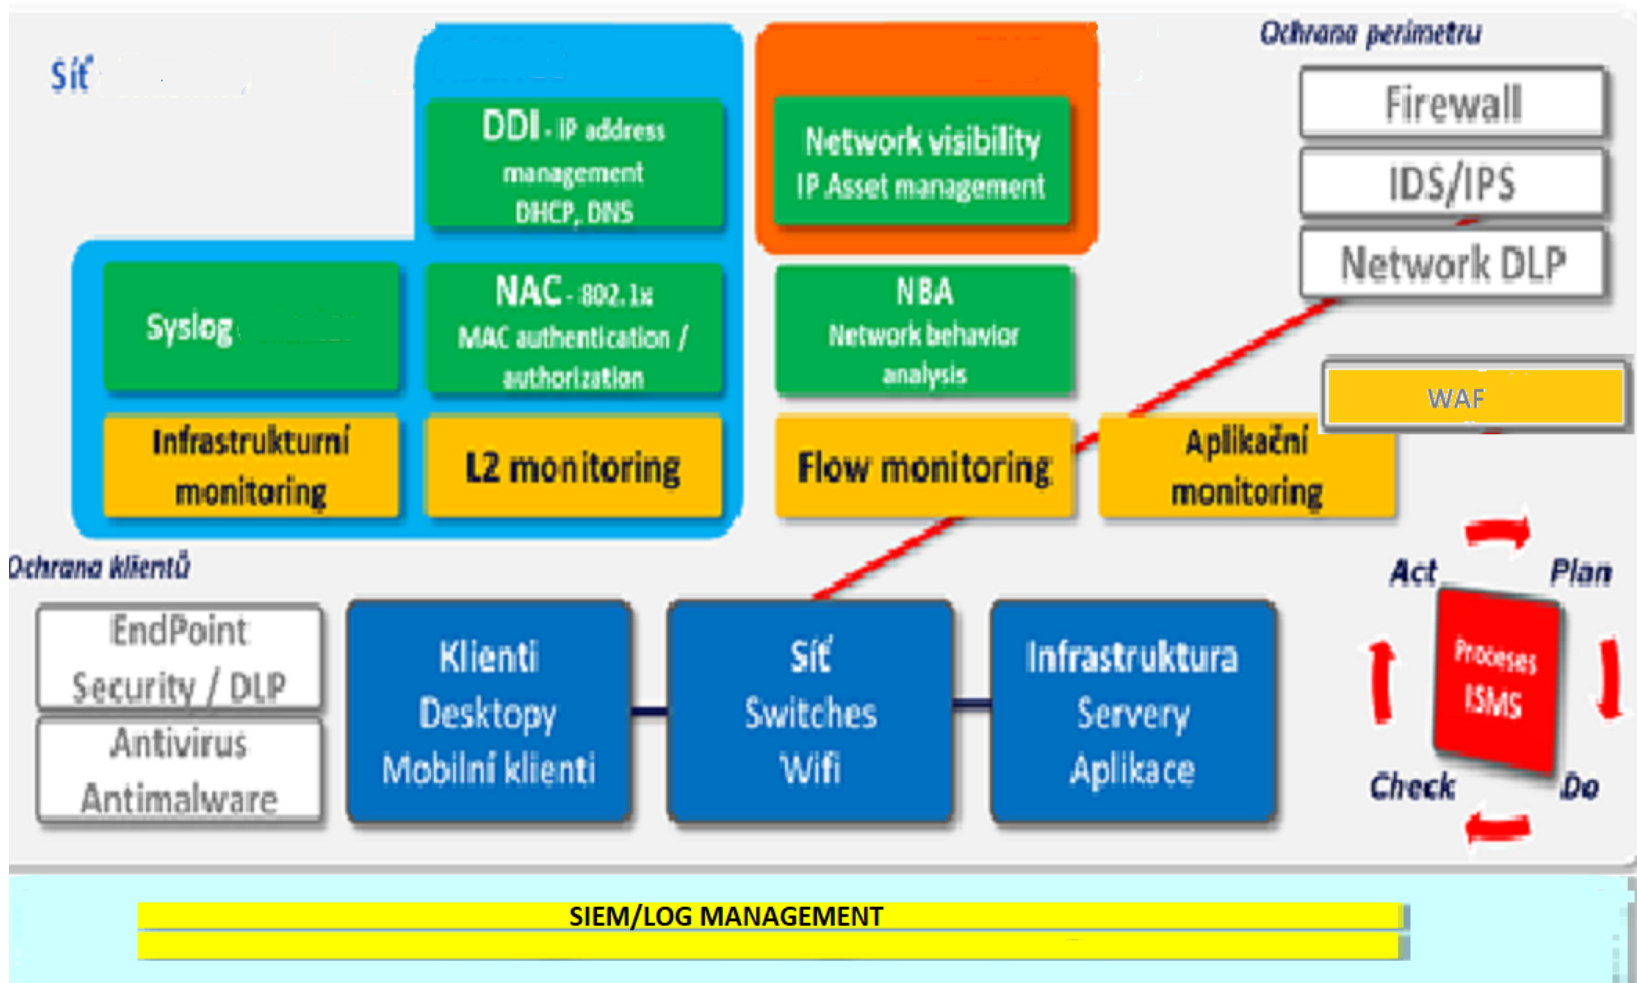 Síť
Ochrana perimetru
DDI - IP address
management
DHCP, DNS
Network visibility
IP Asset management
Firewall
IDS/IPS
Network DLP
Syslog
NAC - 802.1x
MAC authentication /
authorization
NBA
Network behavior
analysis
WAF
Infrastrukturní
monitoring
L2 monitoring
Flow monitoring
Aplikační
monitoring
Ochrana klientů
EndPoint
Security / DLP
Antivirus
Antimalware
Klienti
Desktopy
Mobilní klienti
Síť
Switches
Wifi
Infrastruktura
Servery
Aplikace
Act
Plan
Proceses
ISMS
Check
Do
SIEM/LOG MANAGEMENT